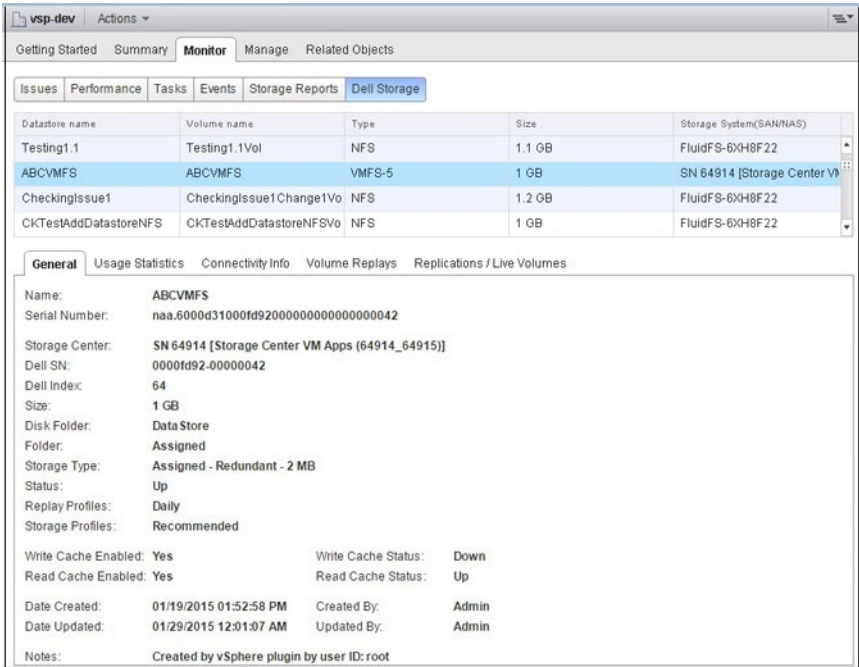 vsp-dev Actions
Getting Started Summary Monitor Manage Related Objects
Issues Performance Tasks Events Storage Reports Dell Storage
Datastore name Volume name Type Size Storage System(SAN/NAS)
Testing1.1 Testing1.1Vol NFS 1.1 GB FluidFS-6XH8F22
ABCVMFS ABCVMFS VMFS-5 1 GB SN 64914 [Storage Center VM
CheckingIssue1 CheckingIssue1Change1Vo NFS 1.2 GB FluidFS-6XH8F22
CKTestAddDatastoreNFS CKTestAddDatastoreNFSVo NFS 1 GB FluidFS-6XH8F22
General Usage Statistics Connectivity Info Volume Replays Replications / Live Volumes
Name: ABCVMFS
Serial Number: naa.6000d31000fd92000000000000000042
Storage Center: SN 64914 [Storage Center VM Apps (64914_64915)]
Dell SN: 0000fd92-00000042
Dell Index: 64
Size: 1 GB
Disk Folder: DataStore
Folder: Assigned
Storage Type: Assigned - Redundant - 2 MB
Status: Up
Replay Profiles: Daily
Storage Profiles: Recommended
Write Cache Enabled: Yes Write Cache Status: Down
Read Cache Enabled: Yes Read Cache Status: Up
Date Created: 01/19/2015 01:52:58 PM Created By: Admin
Date Updated: 01/29/2015 12:01:07 AM Updated By: Admin
Notes: Created by vSphere plugin by user ID: root